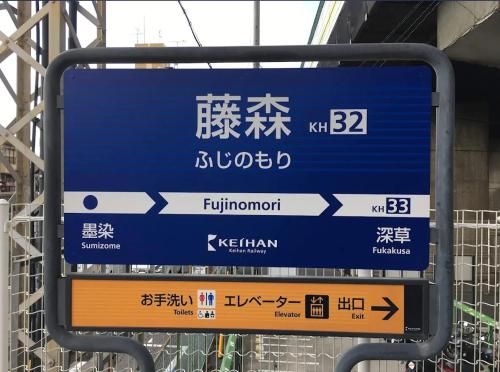 藤森 KH 32
ふじのもり
Fujinomori
KH 33
墨染
Sumizome
KEIHAN
Keihan Railway
深草
Fukakusa
お手洗い エレベーター 出口
Toilets Elevator Exit